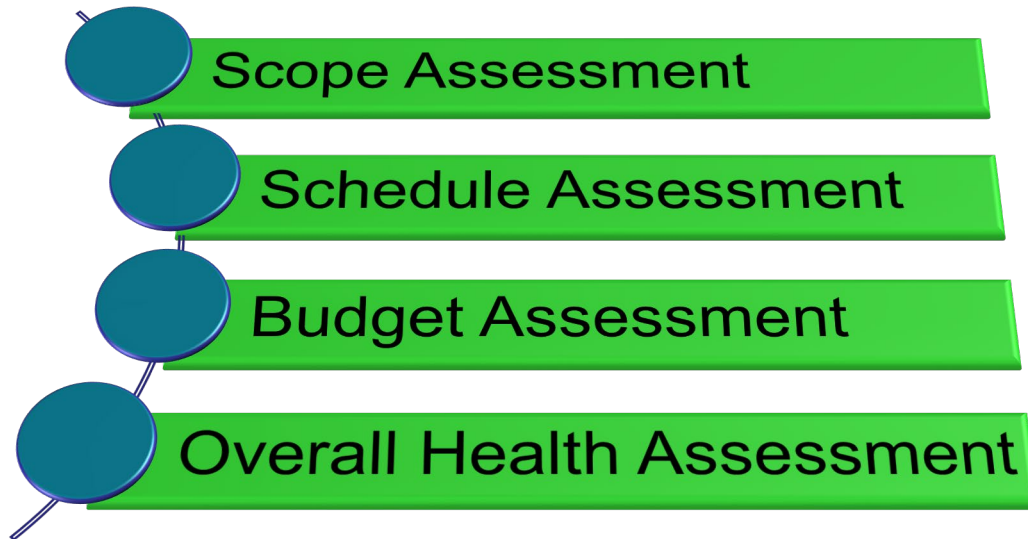 Scope Assessment
Schedule Assessment
Budget Assessment
Overall Health Assessment